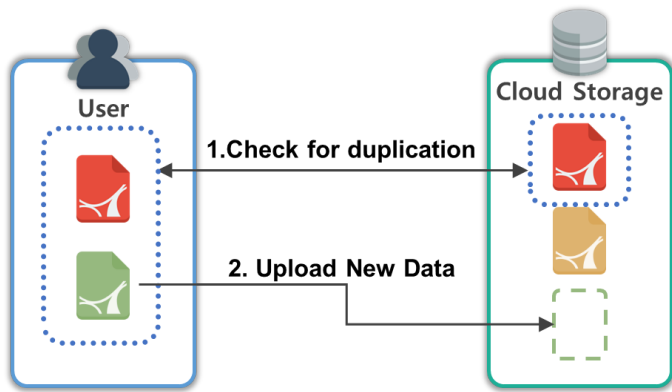 User
Cloud Storage
1.Check for duplication
2. Upload New Data